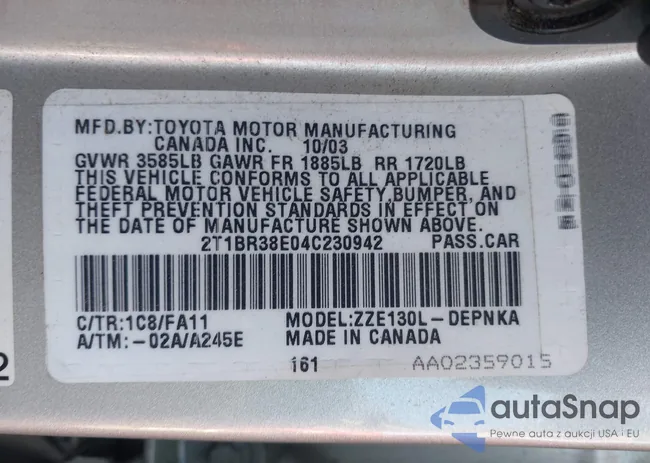 MFD.BY:TOYOTA MOTOR MANUFACTURING
CANADA INC. 10/03
GVWR 3585LB GAWR FR 1885LB RR 1720LB
THIS VEHICLE CONFORMS TO ALL APPLICABLE
FEDERAL MOTOR VEHICLE SAFETY,BUMPER, AND
THEFT PREVENTION STANDARDS IN EFFECT ON
THE DATE OF MANUFACTURE SHOWN ABOVE.
2T1BR38E04C230942 PASS.CAR
C/TR:1C8/FA11 MODEL:ZZE130L-DEPNKA
A/TM:-02A/A245E MADE IN CANADA
161 AA02359015
2
autoSnap
Pewne auta z aukcji USA i EU